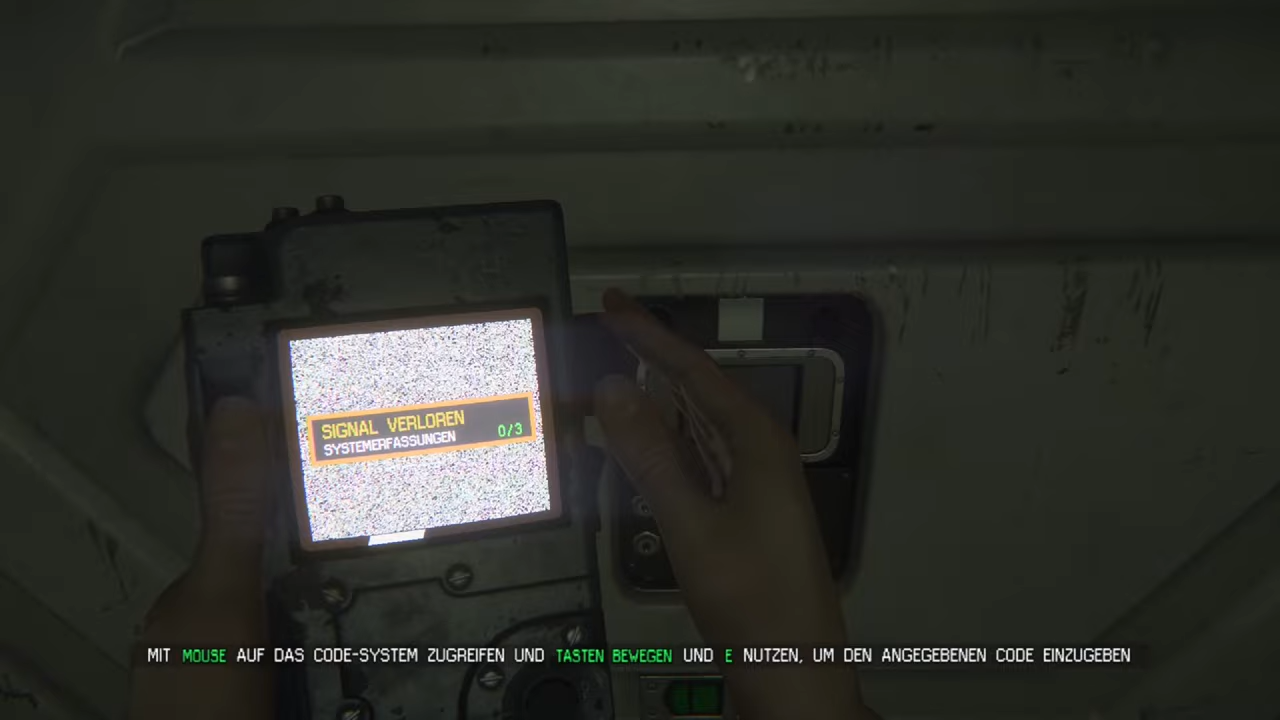 SIGNAL VERLOREN
SYSTEMERFASSUNGEN 0/3
MIT MOUSE AUF DAS CODE-SYSTEM ZUGREIFEN UND TASTEN BEWEGEN UND E NUTZEN, UM DEN ANGEGEBENEN CODE EINZUGEBEN